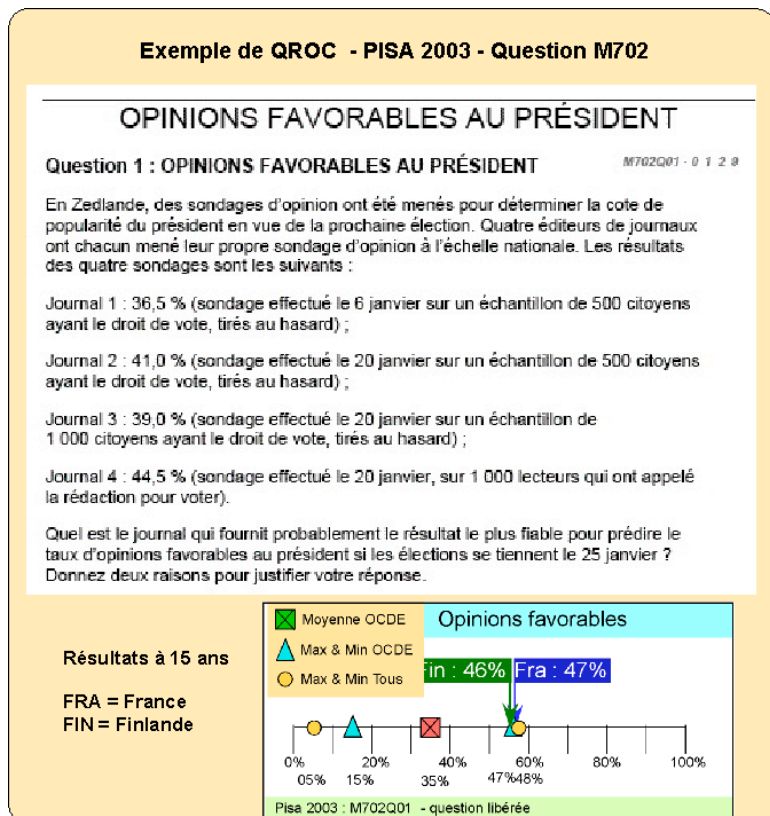 Exemple de QROC - PISA 2003 - Question M702
OPINIONS FAVORABLES AU PRÉSIDENT
Question 1 : OPINIONS FAVORABLES AU PRÉSIDENT
M702Q01 - 0 1 2 9
En Zedlande, des sondages d'opinion ont été menés pour déterminer la cote de
popularité du président en vue de la prochaine élection. Quatre éditeurs de journaux
ont chacun mené leur propre sondage d'opinion à l'échelle nationale. Les résultats
des quatre sondages sont les suivants :
Journal 1 : 36,5 % (sondage effectué le 6 janvier sur un échantillon de 500 citoyens
ayant le droit de vote, tirés au hasard) ;
Journal 2 : 41,0 % (sondage effectué le 20 janvier sur un échantillon de 500 citoyens
ayant le droit de vote, tirés au hasard) ;
Journal 3 : 39,0 % (sondage effectué le 20 janvier sur un échantillon de
1 000 citoyens ayant le droit de vote, tirés au hasard) ;
Journal 4 : 44,5 % (sondage effectué le 20 janvier, sur 1 000 lecteurs qui ont appelé
la rédaction pour voter).
Quel est le journal qui fournit probablement le résultat le plus fiable pour prédire le
taux d'opinions favorables au président si les élections se tiennent le 25 janvier ?
Donnez deux raisons pour justifier votre réponse.
Résultats à 15 ans
FRA = France
FIN = Finlande
Moyenne OCDE
Max & Min OCDE
Max & Min Tous
Opinions favorables
Fin : 46%
Fra : 47%
0% 20% 40% 60% 80% 100%
05% 15% 35% 47%48%
Pisa 2003 : M702Q01 - question libérée